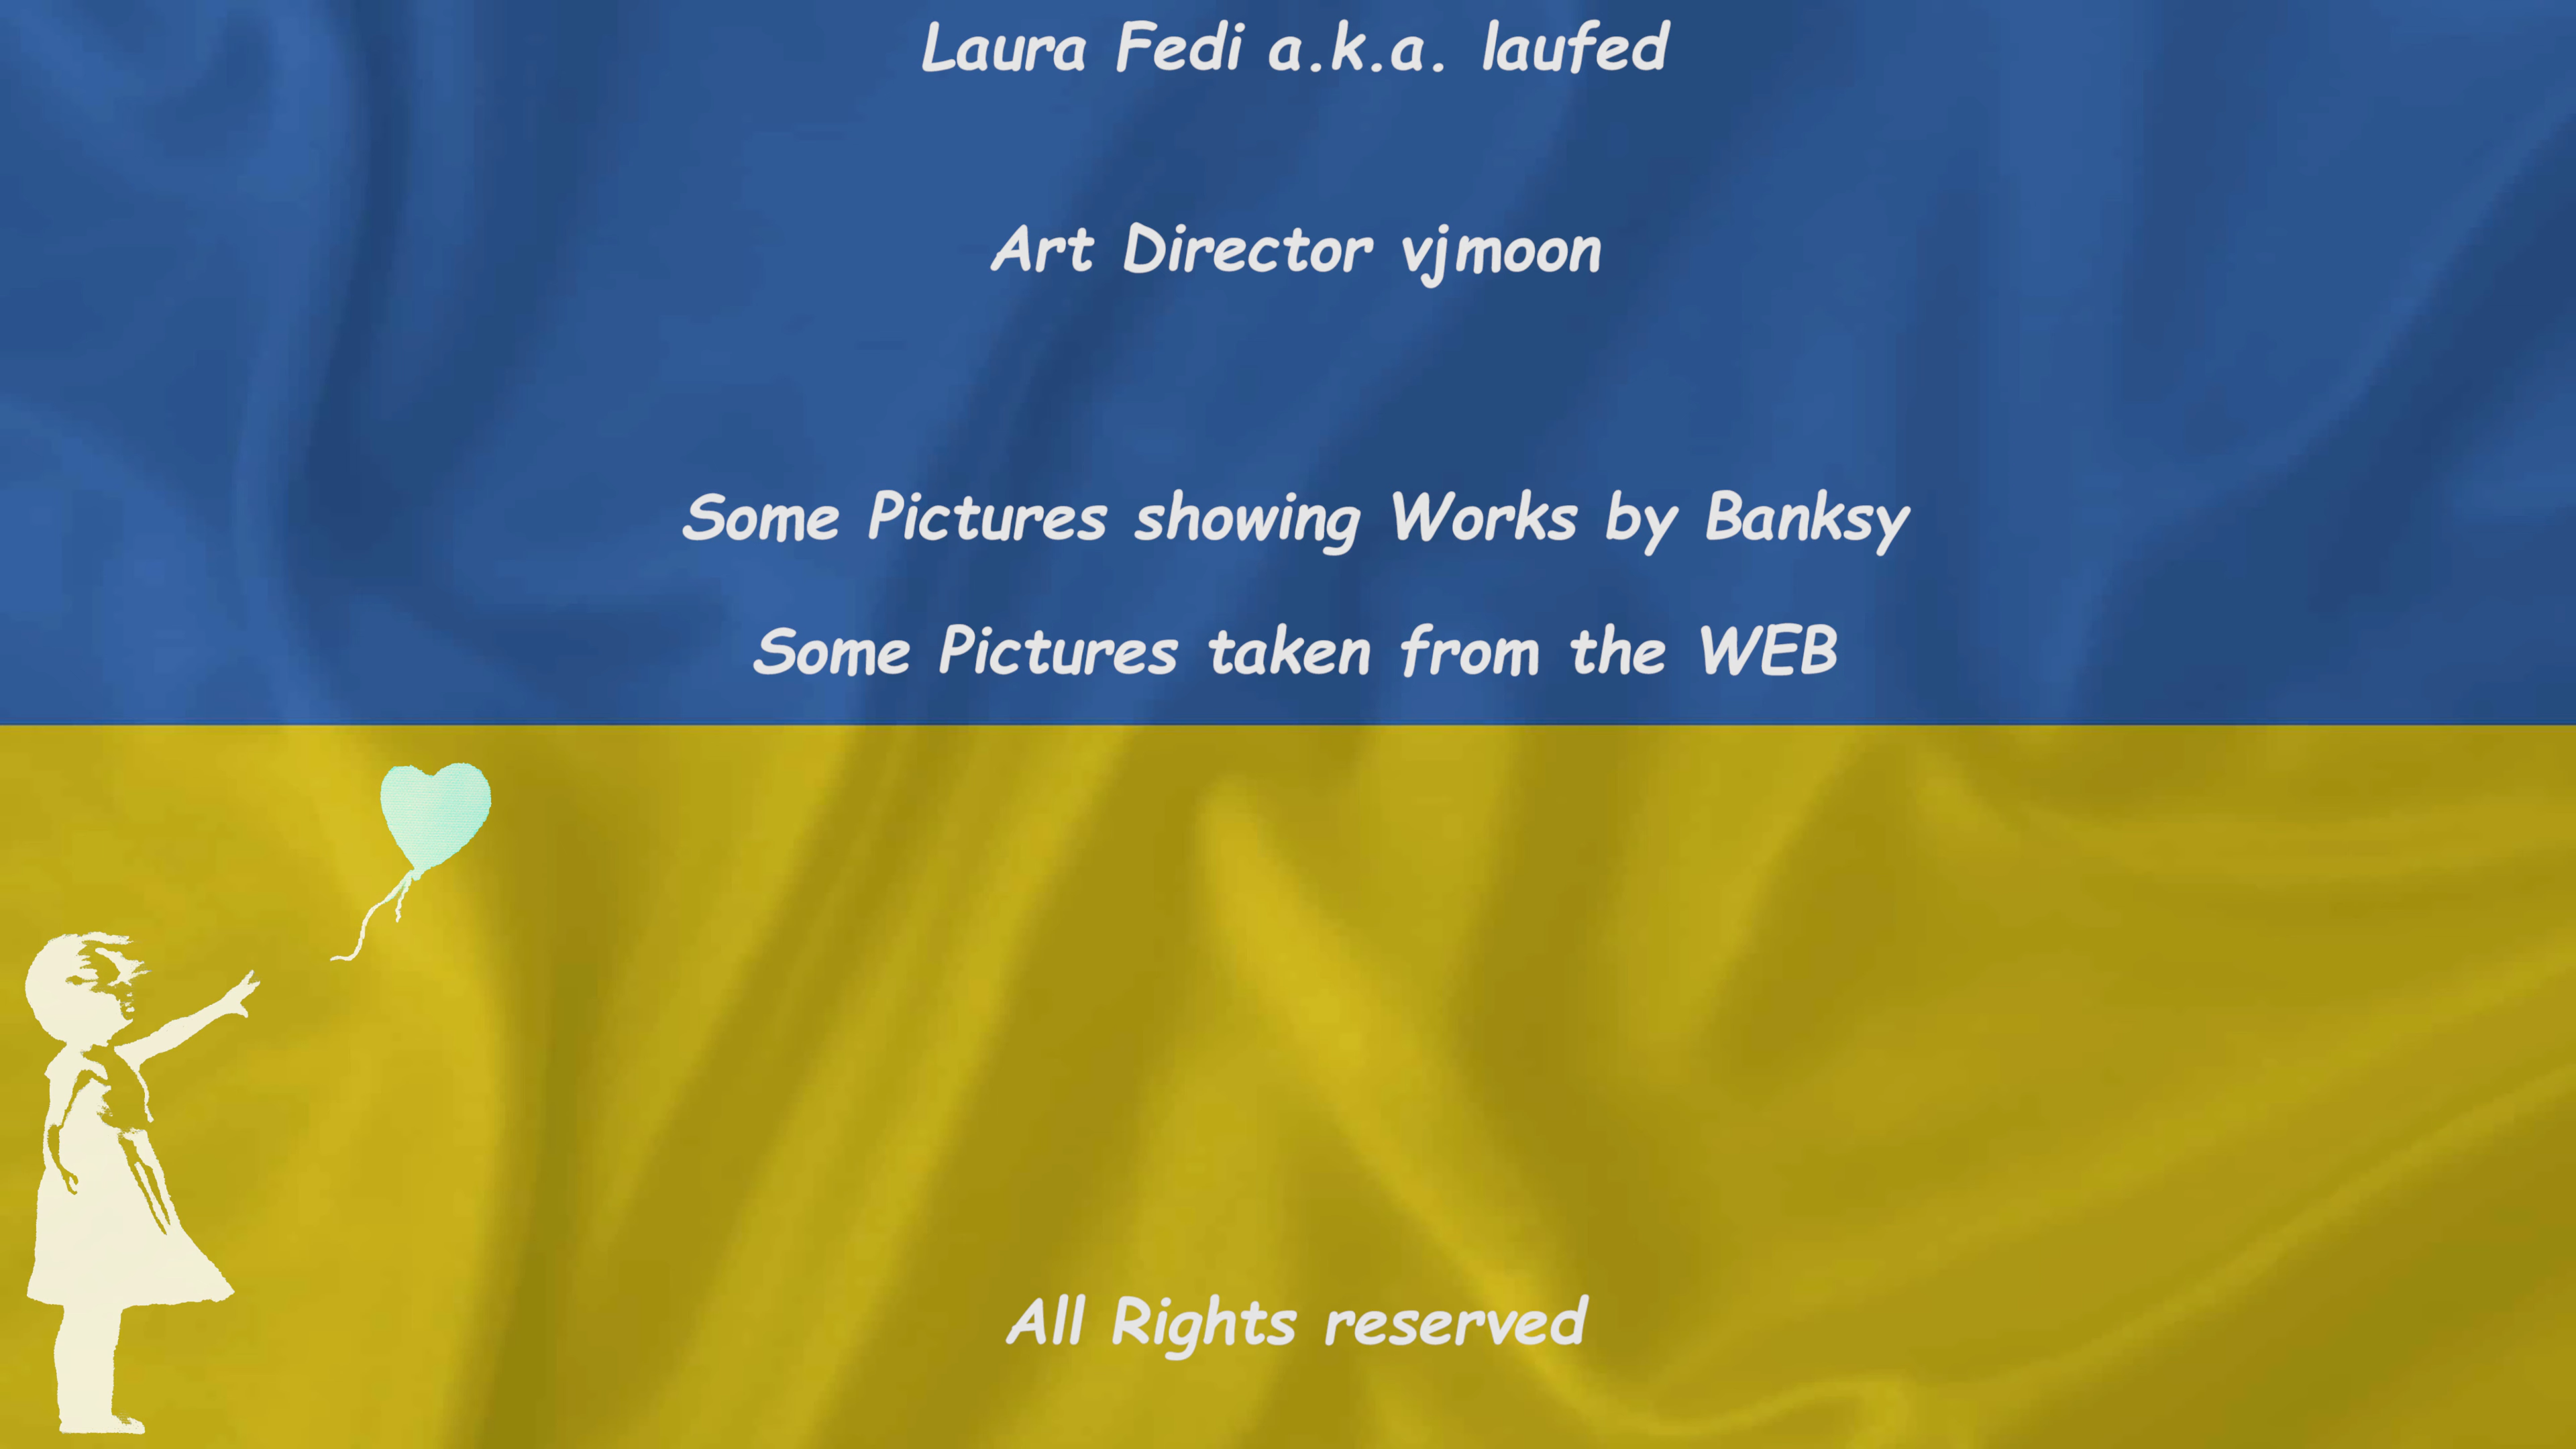 Laura Fedi a.k.a. laufed
Art Director vjmoon
Some Pictures showing Works by Banksy
Some Pictures taken from the WEB
All Rights reserved